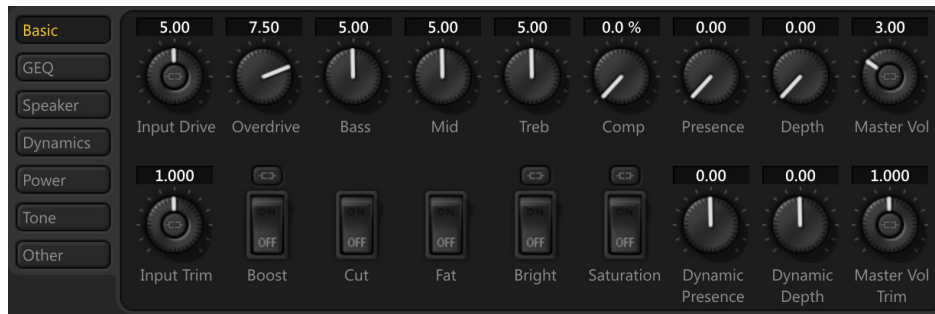 Basic
GEQ
Speaker
Dynamics
Power
Tone
Other
5.00 7.50 5.00 5.00 5.00 0.0 % 0.00 0.00 3.00
Input Drive Overdrive Bass Mid Treb Comp Presence Depth Master Vol
1.000 0.00 0.00 1.000
ON ON ON ON ON
OFF OFF OFF OFF OFF
Input Trim Boost Cut Fat Bright Saturation Dynamic Presence Dynamic Depth Master Vol Trim